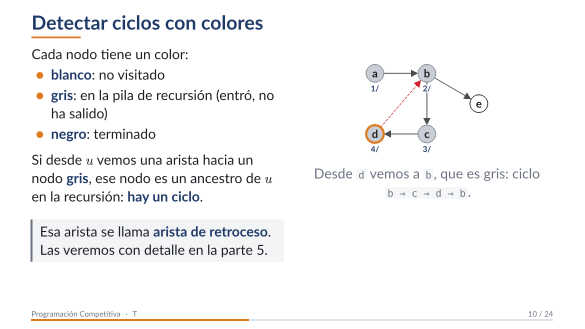 Detectar ciclos con colores
Cada nodo tiene un color:
blanco: no visitado
gris: en la pila de recursión (entró, no
ha salido)
negro: terminado
Si desde u vemos una arista hacia un
nodo gris, ese nodo es un ancestro de u
en la recursión: hay un ciclo.
Esa arista se llama arista de retroceso.
Las veremos con detalle en la parte 5.
a
b
1/
2/
e
d
c
4/
3/
Desde d vemos a b, que es gris: ciclo
b → c → d → b.
Programación Competitiva · T
10 / 24